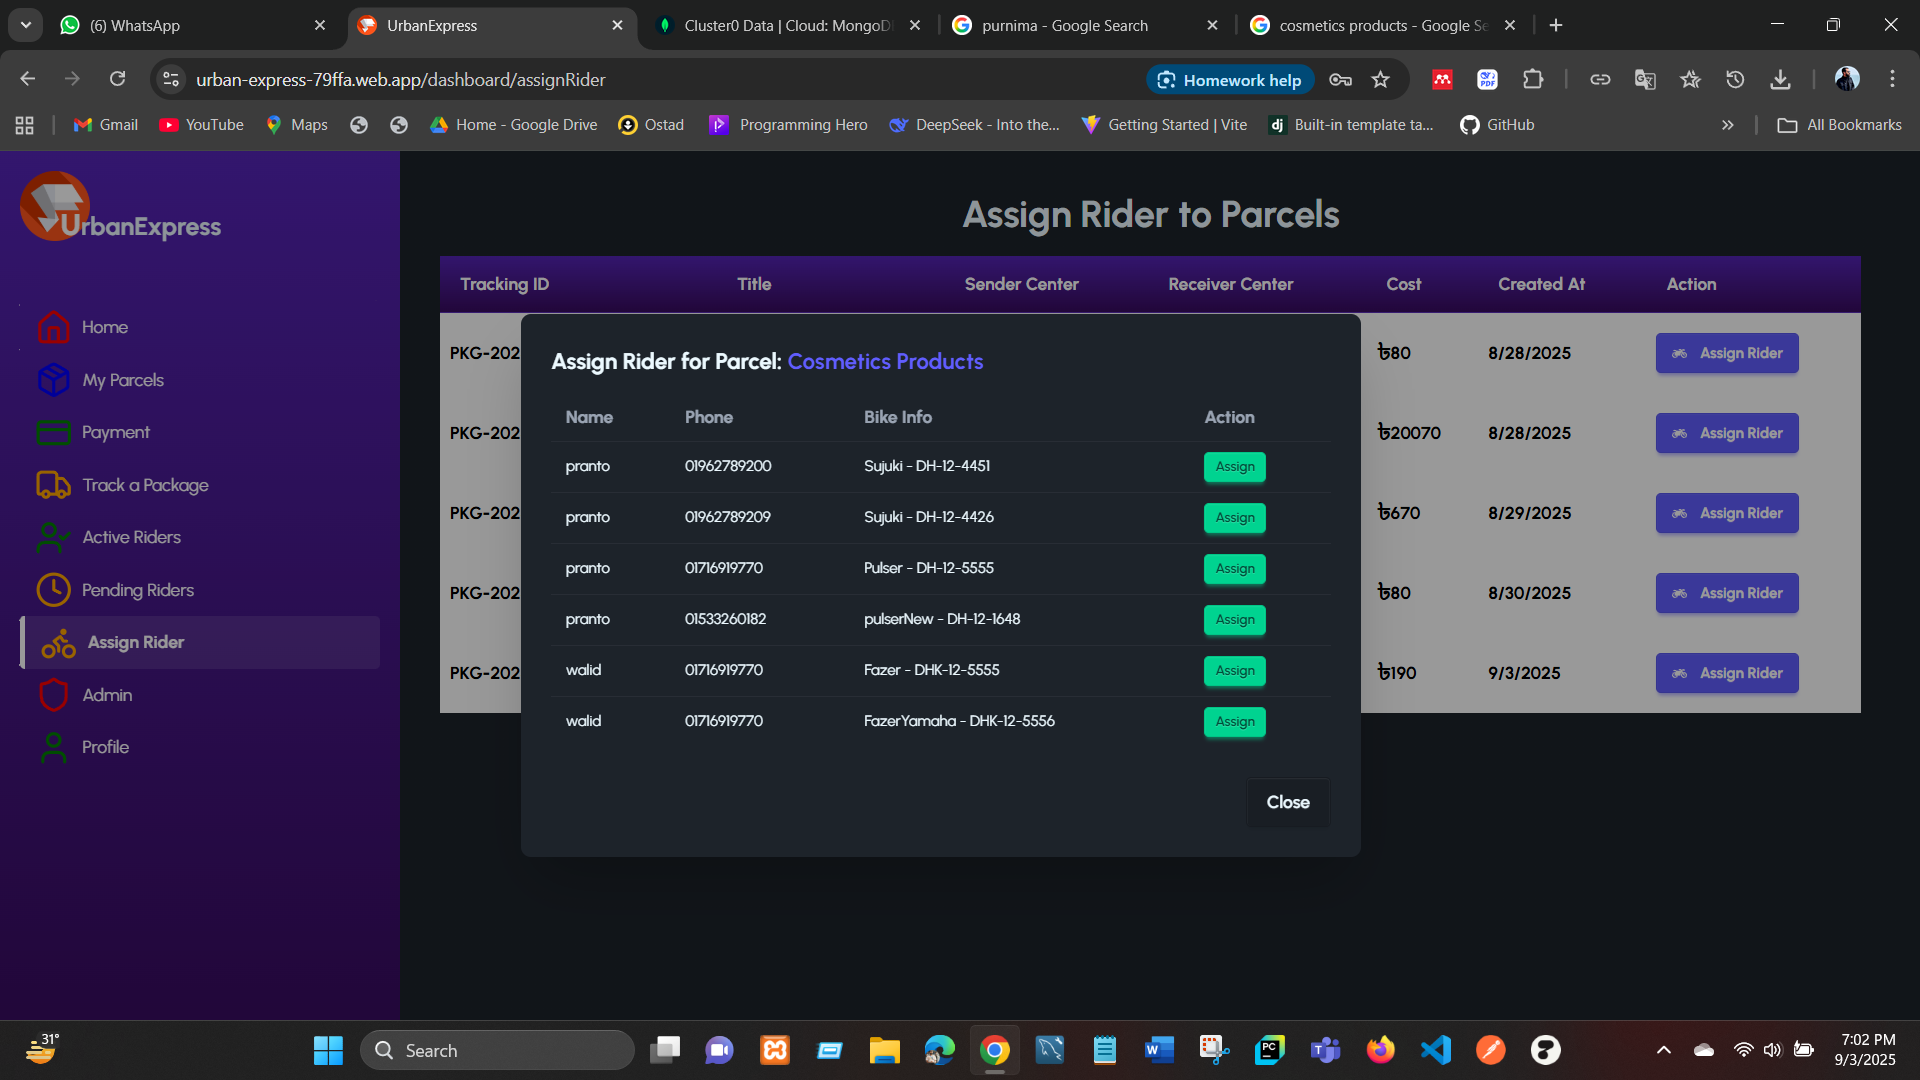 (6) WhatsApp
UrbanExpress
Cluster0 Data | Cloud: MongoD
purnima - Google Search
cosmetics products - Google Se
urban-express-79ffa.web.app/dashboard/assignRider
Homework help
Gmail
YouTube
Maps
Home - Google Drive
Ostad
Programming Hero
DeepSeek - Into the...
Getting Started | Vite
dj
Built-in template ta...
GitHub
All Bookmarks
UrbanExpress
Home
My Parcels
Payment
Track a Package
Active Riders
Pending Riders
Assign Rider
Admin
Profile
Assign Rider to Parcels
Tracking ID Title Sender Center Receiver Center Cost Created At Action
PKG-202 ৳80 8/28/2025 Assign Rider
PKG-202 ৳20070 8/28/2025 Assign Rider
PKG-202 ৳670 8/29/2025 Assign Rider
PKG-202 ৳80 8/30/2025 Assign Rider
PKG-202 ৳190 9/3/2025 Assign Rider
Assign Rider for Parcel: Cosmetics Products
Name Phone Bike Info Action
pranto 01962789200 Sujuki - DH-12-4451 Assign
pranto 01962789209 Sujuki - DH-12-4426 Assign
pranto 01716919770 Pulser - DH-12-5555 Assign
pranto 01533260182 pulserNew - DH-12-1648 Assign
walid 01716919770 Fazer - DHK-12-5555 Assign
walid 01716919770 FazerYamaha - DHK-12-5556 Assign
Close
31°
Search
7:02 PM
9/3/2025